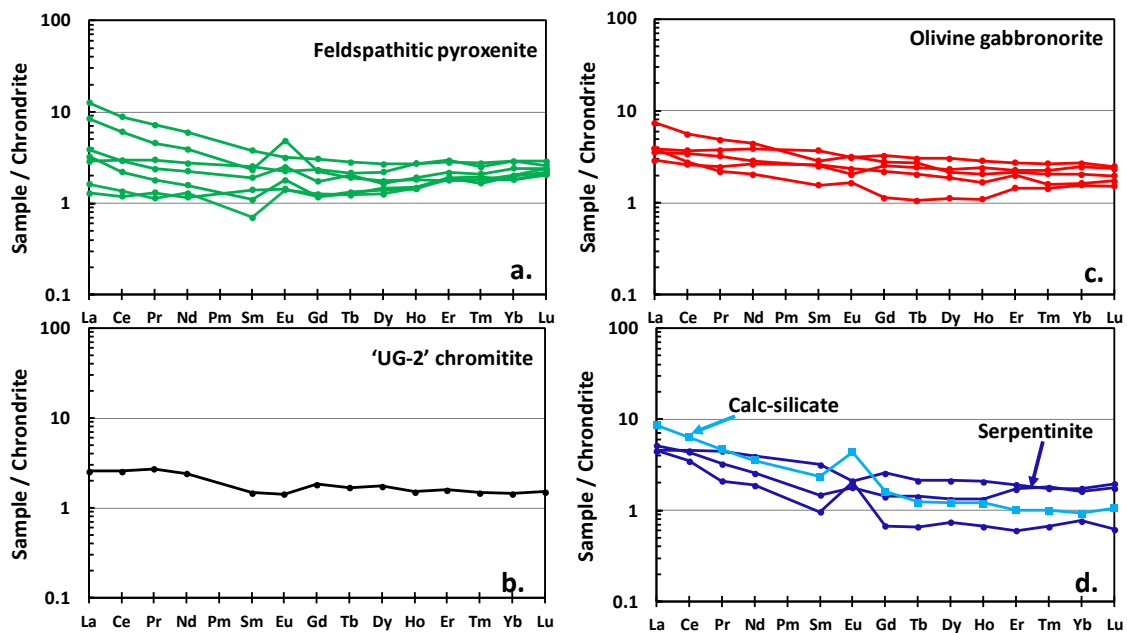 100
10
1
0.1
Sample / Chrondrite
Feldspathitic pyroxenite
a.
La Ce Pr Nd Pm Sm Eu Gd Tb Dy Ho Er Tm Yb Lu
100
10
1
0.1
Sample / Chrondrite
Olivine gabbronorite
c.
La Ce Pr Nd Pm Sm Eu Gd Tb Dy Ho Er Tm Yb Lu
100
10
1
0.1
Sample / Chrondrite
‘UG-2’ chromitite
b.
La Ce Pr Nd Pm Sm Eu Gd Tb Dy Ho Er Tm Yb Lu
100
10
1
0.1
Sample / Chrondrite
Calc-silicate
Serpentinite
d.
La Ce Pr Nd Pm Sm Eu Gd Tb Dy Ho Er Tm Yb Lu